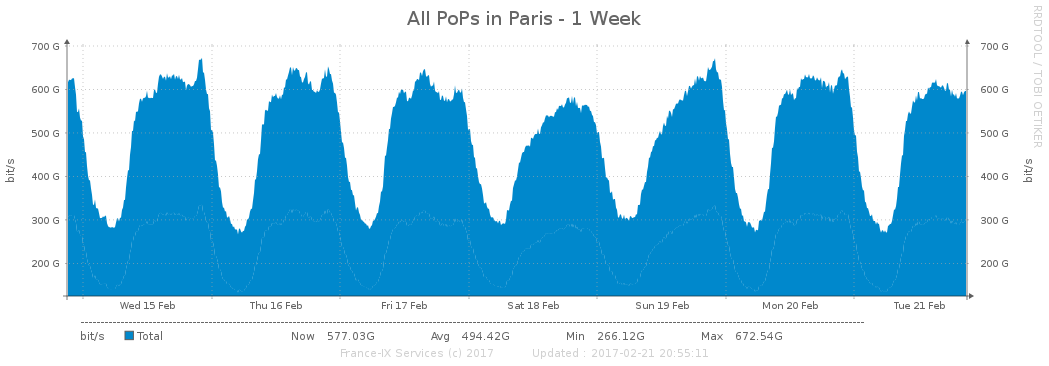 All PoPs in Paris - 1 Week
RRDTOOL / TOBI OETIKER
700 G 700 G
600 G 600 G
500 G 500 G
400 G 400 G
300 G 300 G
200 G 200 G
bit/s bit/s
Wed 15 Feb Thu 16 Feb Fri 17 Feb Sat 18 Feb Sun 19 Feb Mon 20 Feb Tue 21 Feb
bit/s Total Now 577.03G Avg 494.42G Min 266.12G Max 672.54G
France-IX Services (c) 2017 Updated : 2017-02-21 20:55:11